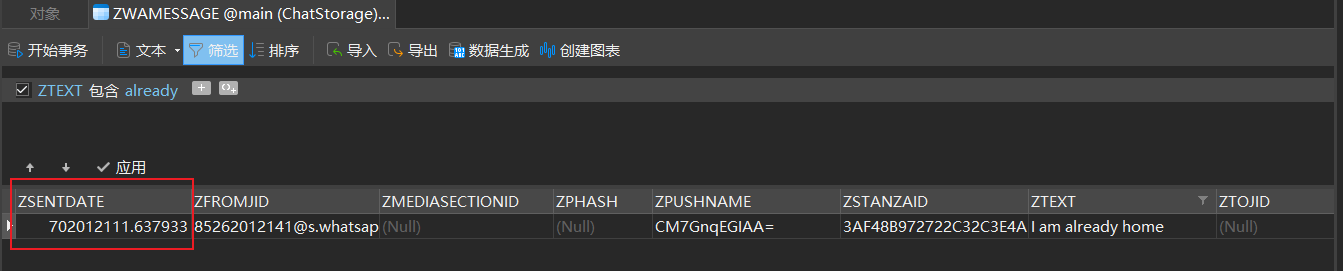 对象 ZWAMESSAGE @main (ChatStorage)...
开始事务 文本 筛选 排序 导入 导出 数据生成 创建图表
ZTEXT 包含 already
应用
ZSENTDATE ZFROMJID ZMEDIASECTIONID ZPHASH ZPUSHNAME ZSTANZAID ZTEXT ZTOJID
702012111.637933 85262012141@s.whatsap (Null) (Null) CM7GnqEGIAA= 3AF48B972722C32C3E4A I am already home (Null)